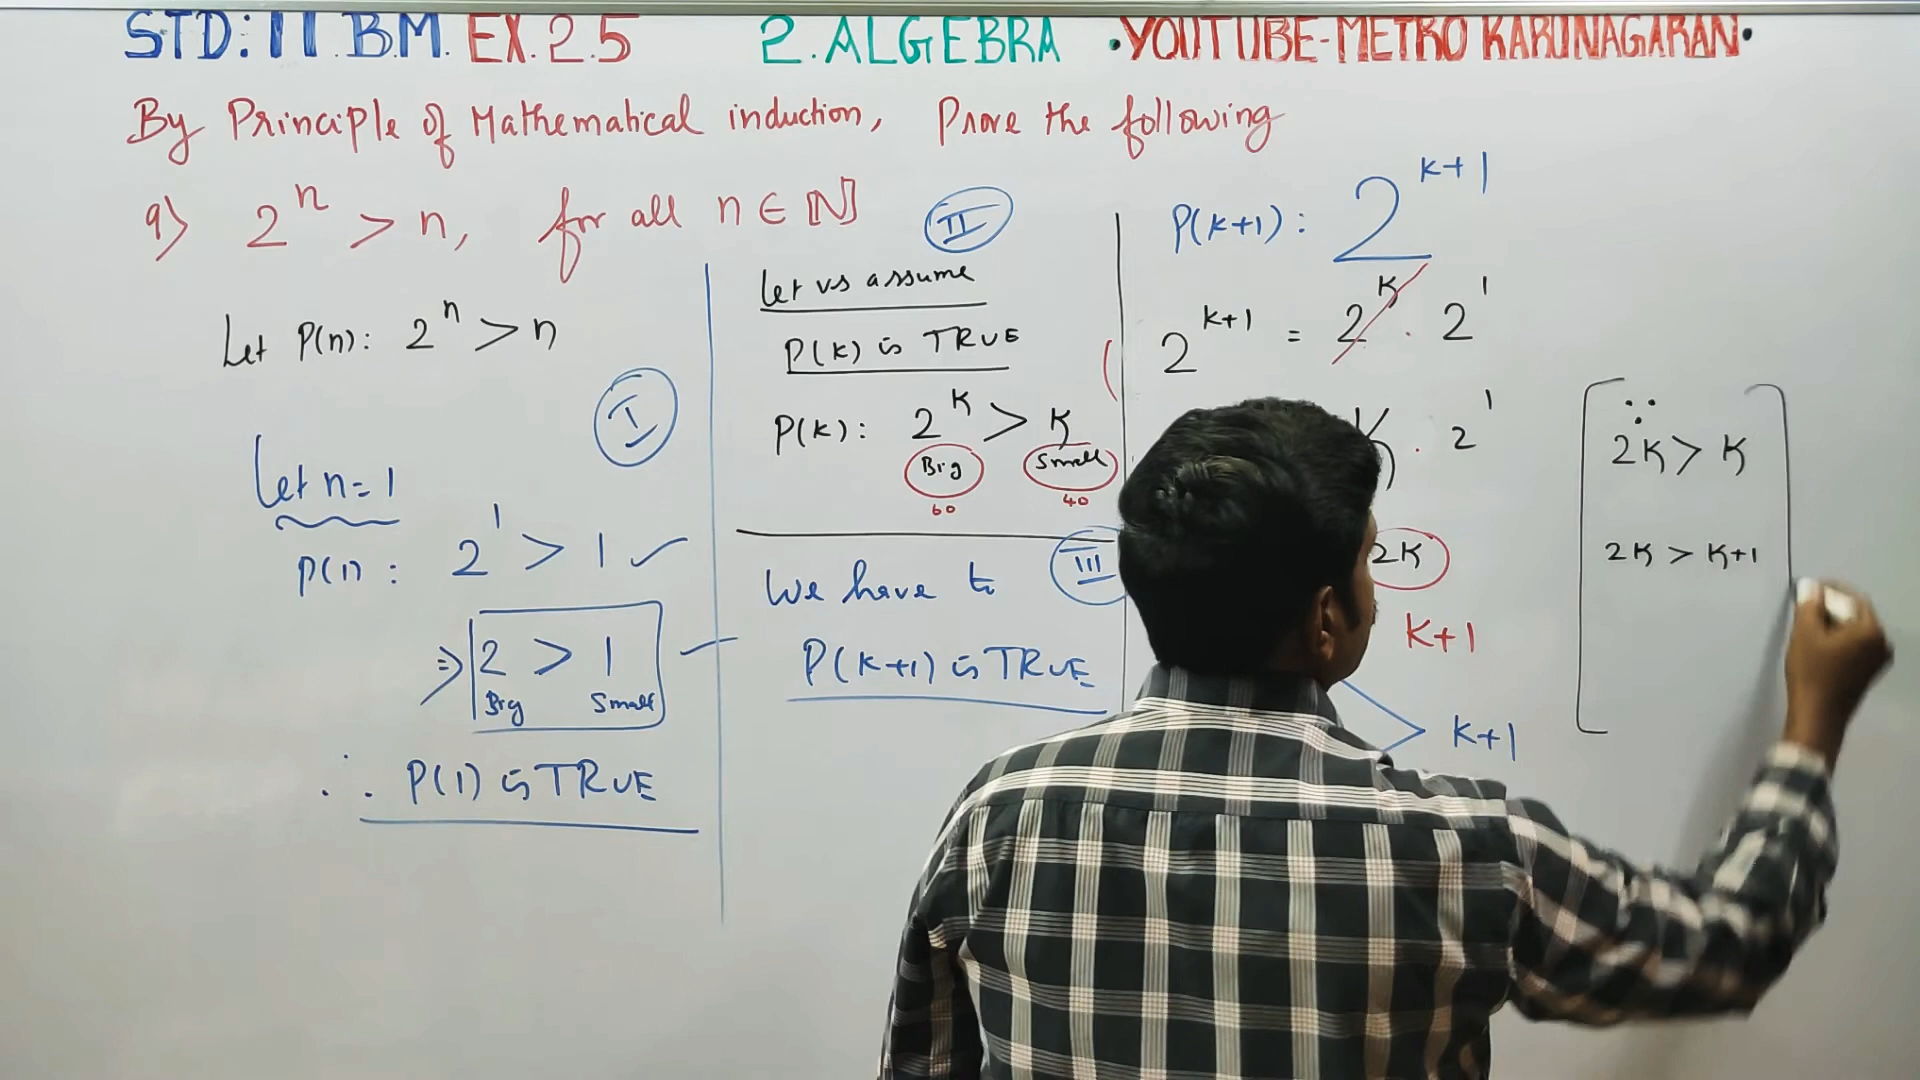 STD: 11.B.M. EX.2.5 2.ALGEBRA •YOUTUBE-METRO KARUNAGARAN•
By Principle of Mathematical induction, Prove the following
9) 2^n > n, for all n ∈ ℕ
Let P(n): 2^n > n
I
Let n=1
P(1): 2^1 > 1 ✓
⇒ 2 > 1
Big Small
∴ P(1) is TRUE
II
Let us assume
P(k) is TRUE
P(k): 2^k > k
Big Small
60 40
We have to III
P(k+1) is TRUE
P(k+1): 2^(k+1)
2^(k+1) = 2^k . 2^1
k . 2^1
2k
k+1
k+1
∵
2k > k
2k > k+1